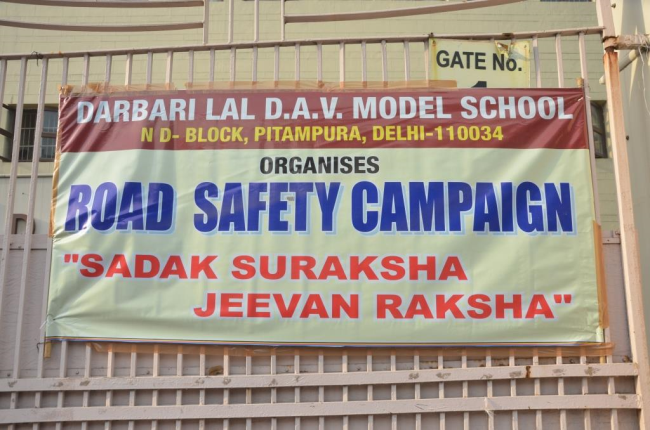 GATE No.
DARBARI LAL D.A.V. MODEL SCHOOL
N D- BLOCK, PITAMPURA, DELHI-110034
ORGANISES
ROAD SAFETY CAMPAIGN
"SADAK SURAKSHA
JEEVAN RAKSHA"